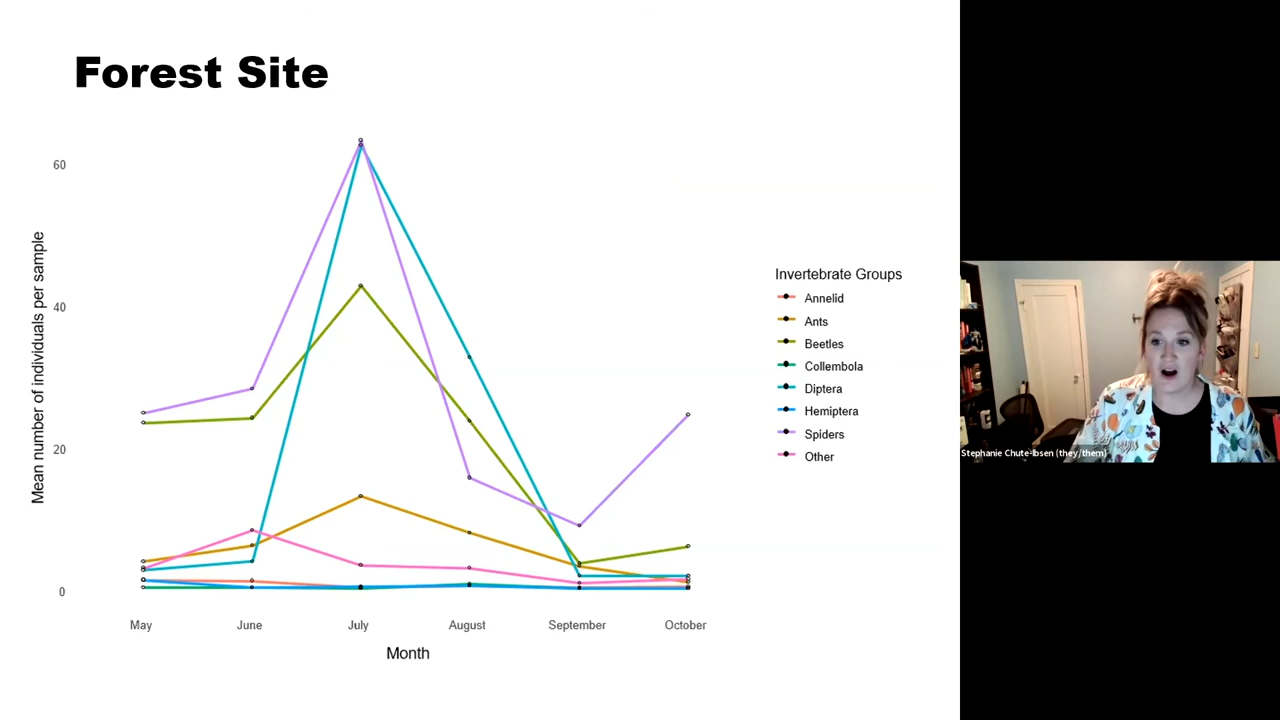 Forest Site
Mean number of individuals per sample
60
40
20
0
May
June
July
August
September
October
Month
Invertebrate Groups
Annelid
Ants
Beetles
Collembola
Diptera
Hemiptera
Spiders
Other
Stephanie Chute-Ibsen (they/them)